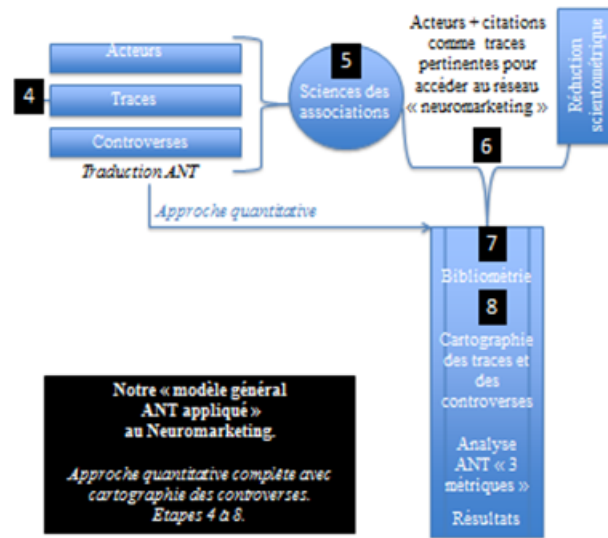 Acteurs
4
Traces
Controverses
Traduction ANT
5
Sciences des
associations
Acteurs + citations
comme traces
pertinentes pour
accéder au réseau
« neuromarketing »
6
Réduction
scientométrique
Approche quantitative
7
Bibliométrie
8
Cartographie
des traces et
des
controverses
Analyse
ANT « 3
métriques »
Résultats
Notre « modèle général
ANT appliqué »
au Neuromarketing.
Approche quantitative complète avec
cartographie des controverses.
Etapes 4 à 8.